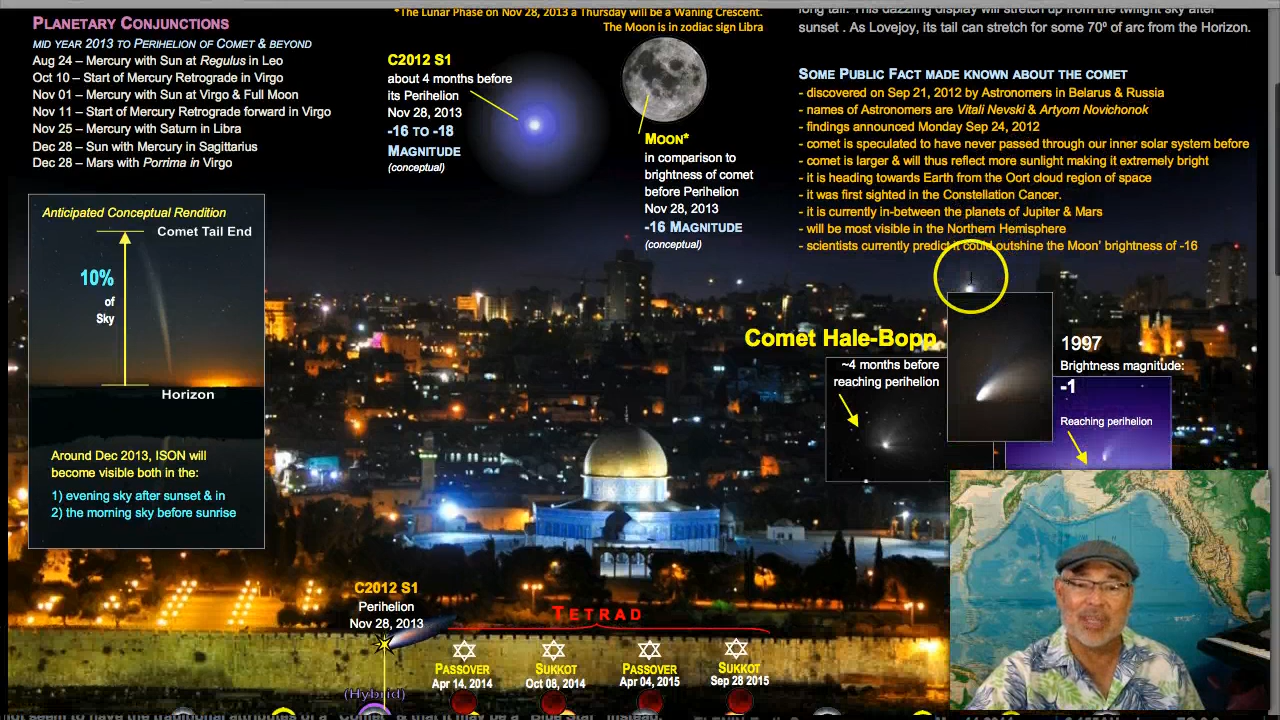 PLANETARY CONJUNCTIONS
MID YEAR 2013 TO PERIHELION OF COMET & BEYOND
Aug 24 – Mercury with Sun at Regulus in Leo
Oct 10 - Start of Mercury Retrograde in Virgo
Nov 01 – Mercury with Sun at Virgo & Full Moon
Nov 11 – Start of Mercury Retrograde forward in Virgo
Nov 25 – Mercury with Saturn in Libra
Dec 28 – Sun with Mercury in Sagittarius
Dec 28 – Mars with Porrima in Virgo
*The Lunar Phase on Nov 28, 2013 a Thursday will be a Waning Crescent.
The Moon is in zodiac sign Libra
C2012 S1
about 4 months before
its Perihelion
Nov 28, 2013
-16 TO -18
MAGNITUDE
(conceptual)
MOON*
in comparison to
brightness of comet
before Perihelion
Nov 28, 2013
-16 MAGNITUDE
(conceptual)
long tail. This dazzling display will stretch up from the twilight sky after
sunset . As Lovejoy, its tail can stretch for some 70º of arc from the Horizon.
SOME PUBLIC FACT MADE KNOWN ABOUT THE COMET
- discovered on Sep 21, 2012 by Astronomers in Belarus & Russia
- names of Astronomers are Vitali Nevski & Artyom Novichonok
- findings announced Monday Sep 24, 2012
- comet is speculated to have never passed through our inner solar system before
- comet is larger & will thus reflect more sunlight making it extremely bright
- it is heading towards Earth from the Oort cloud region of space
- it was first sighted in the Constellation Cancer.
- it is currently in-between the planets of Jupiter & Mars
- will be most visible in the Northern Hemisphere
- scientists currently predict it could outshine the Moon' brightness of -16
Anticipated Conceptual Rendition
Comet Tail End
10%
of
Sky
Horizon
Around Dec 2013, ISON will
become visible both in the:
1) evening sky after sunset & in
2) the morning sky before sunrise
Comet Hale-Bopp
~4 months before
reaching perihelion
1997
Brightness magnitude:
-1
Reaching perihelion
C2012 S1
Perihelion
Nov 28, 2013
(Hybrid)
TETRAD
PASSOVER
Apr 14, 2014
SUKKOT
Oct 08, 2014
PASSOVER
Apr 04, 2015
SUKKOT
Sep 28 2015